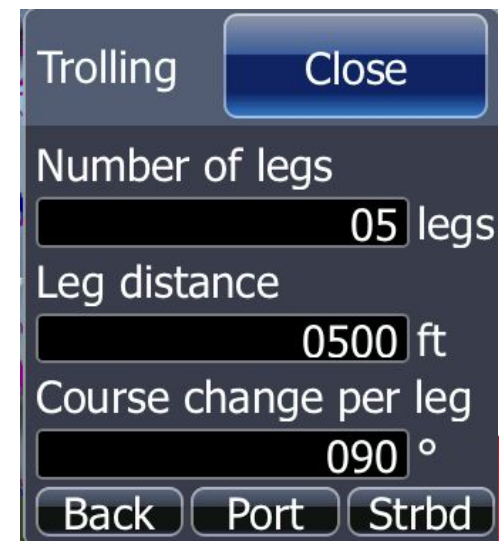 Trolling Close
Number of legs
05 legs
Leg distance
0500 ft
Course change per leg
090 °
Back Port Strbd